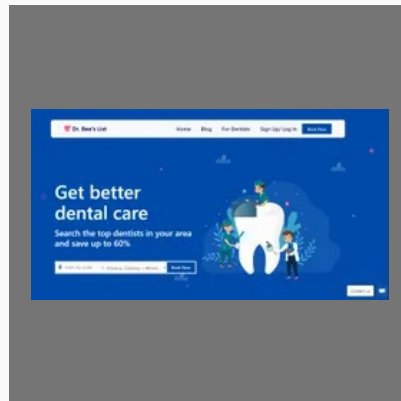 Dr. Bee's List
Home Blog For Dentists Sign Up/ Log In Book Now
Get better
dental care
Search the top dentists in your area
and save up to 60%
Book Now
Contact us